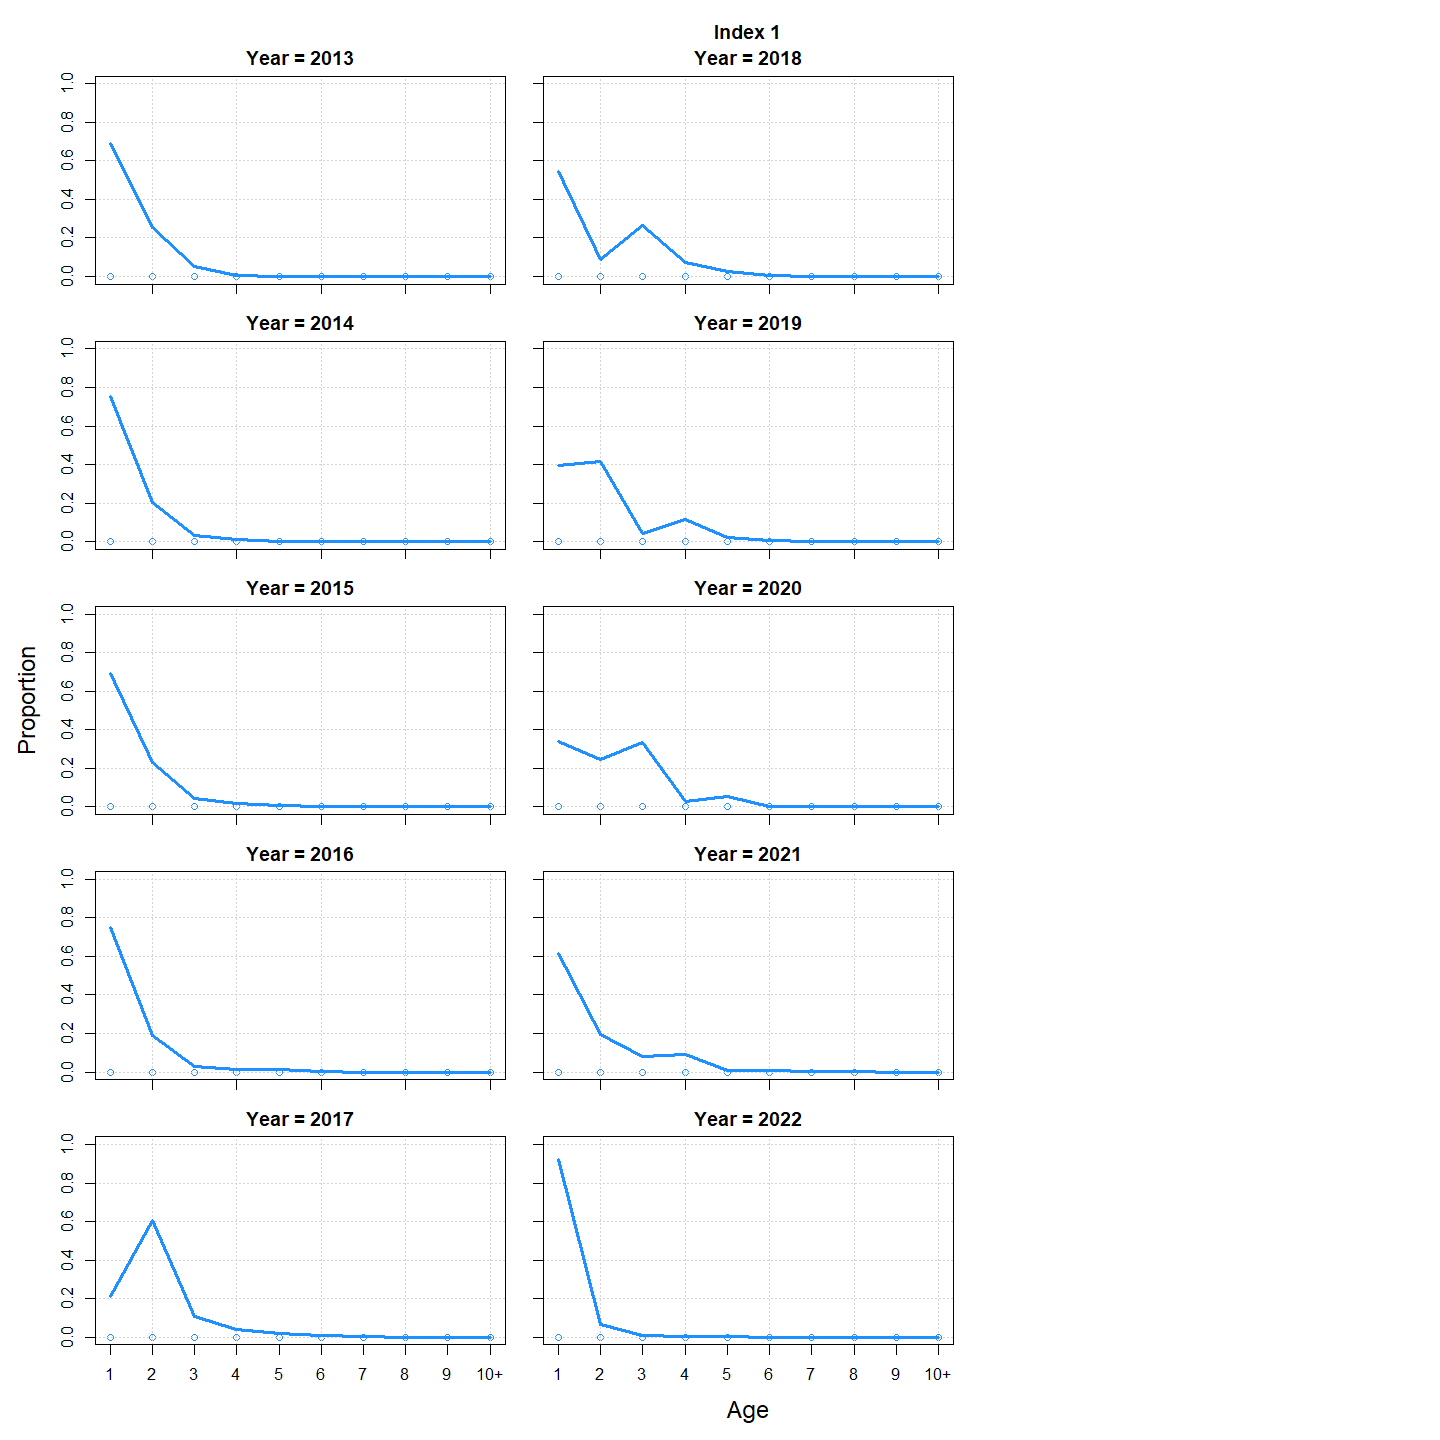 Index 1
Year = 2013
Year = 2018
1.0
0.8
0.6
0.4
0.2
0.0
Year = 2014
Year = 2019
1.0
0.8
0.6
0.4
0.2
0.0
Year = 2015
Year = 2020
1.0
0.8
0.6
0.4
0.2
0.0
Proportion
Year = 2016
Year = 2021
1.0
0.8
0.6
0.4
0.2
0.0
Year = 2017
Year = 2022
1.0
0.8
0.6
0.4
0.2
0.0
1 2 3 4 5 6 7 8 9 10+
1 2 3 4 5 6 7 8 9 10+
Age